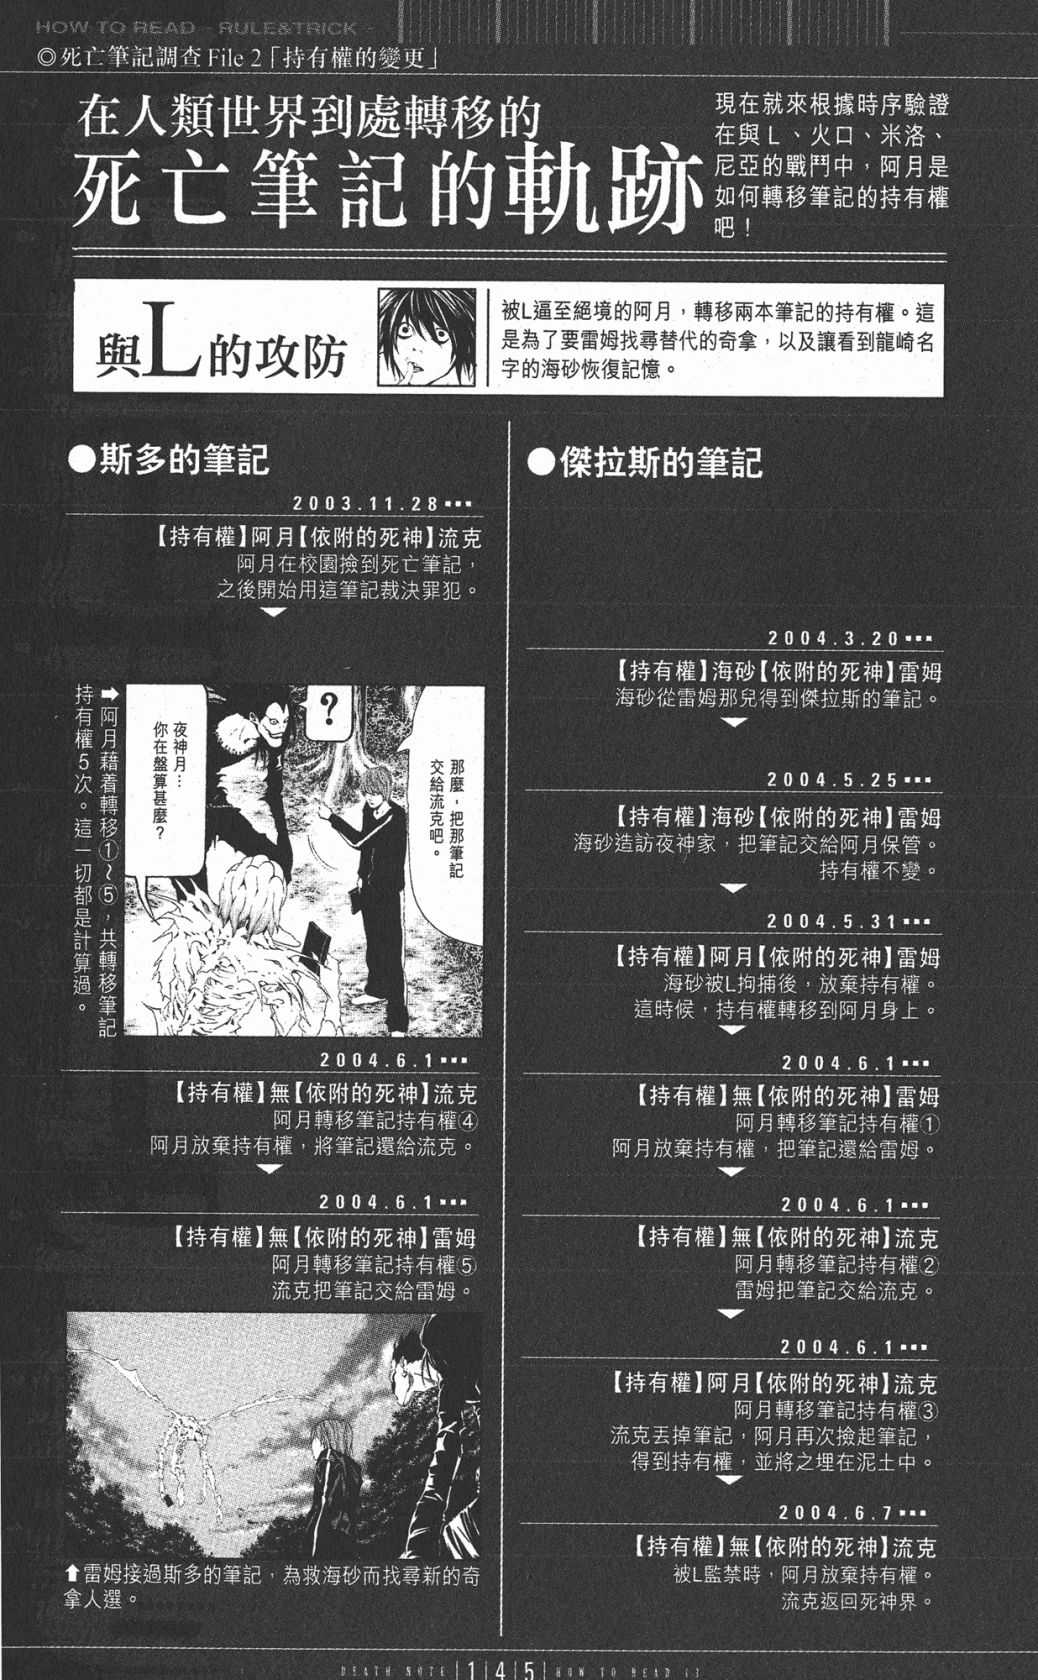 HOW TO READ - RULE&TRICK -
◎死亡筆記調查File 2「持有權的變更」
在人類世界到處轉移的
死亡筆記的軌跡
現在就來根據時序驗證
在與L、火口、米洛、
尼亞的戰鬥中，阿月是
如何轉移筆記的持有權
吧！
與L的攻防
被L逼至絕境的阿月，轉移兩本筆記的持有權。這
是為了要雷姆找尋替代的奇拿，以及讓看到龍崎名
字的海砂恢復記憶。
●斯多的筆記
2003.11.28
【持有權】阿月【依附的死神】流克
阿月在校園撿到死亡筆記，
之後開始用這筆記裁決罪犯。
那麼，把那筆記
交給流克吧。
?
夜神月…
你在盤算甚麼？
➡阿月藉着轉移①～⑤，共轉移筆記
持有權5次。這一切都是計算過。
2004.6.1
【持有權】無【依附的死神】流克
阿月轉移筆記持有權④
阿月放棄持有權，將筆記還給流克。
2004.6.1
【持有權】無【依附的死神】雷姆
阿月轉移筆記持有權⑤
流克把筆記交給雷姆。
⬆雷姆接過斯多的筆記，為救海砂而找尋新的奇
拿人選。
●傑拉斯的筆記
2004.3.20
【持有權】海砂【依附的死神】雷姆
海砂從雷姆那兒得到傑拉斯的筆記。
2004.5.25
【持有權】海砂【依附的死神】雷姆
海砂造訪夜神家，把筆記交給阿月保管。
持有權不變。
2004.5.31
【持有權】阿月【依附的死神】雷姆
海砂被L拘捕後，放棄持有權。
這時候，持有權轉移到阿月身上。
2004.6.1
【持有權】無【依附的死神】雷姆
阿月轉移筆記持有權①
阿月放棄持有權，把筆記還給雷姆。
2004.6.1
【持有權】無【依附的死神】流克
阿月轉移筆記持有權②
雷姆把筆記交給流克。
2004.6.1
【持有權】阿月【依附的死神】流克
阿月轉移筆記持有權③
流克丟掉筆記，阿月再次撿起筆記，
得到持有權，並將之埋在泥土中。
2004.6.7
【持有權】無【依附的死神】流克
被L監禁時，阿月放棄持有權。
流克返回死神界。
DEATH NOTE |1|4|5| HOW TO READ 13